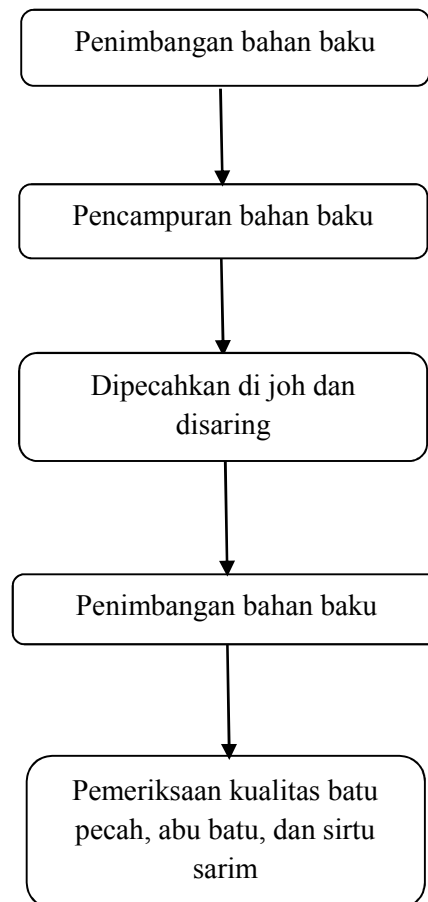 Penimbangan bahan baku
Pencampuran bahan baku
Dipecahkan di joh dan
disaring
Penimbangan bahan baku
Pemeriksaan kualitas batu
pecah, abu batu, dan sirtu
sarim